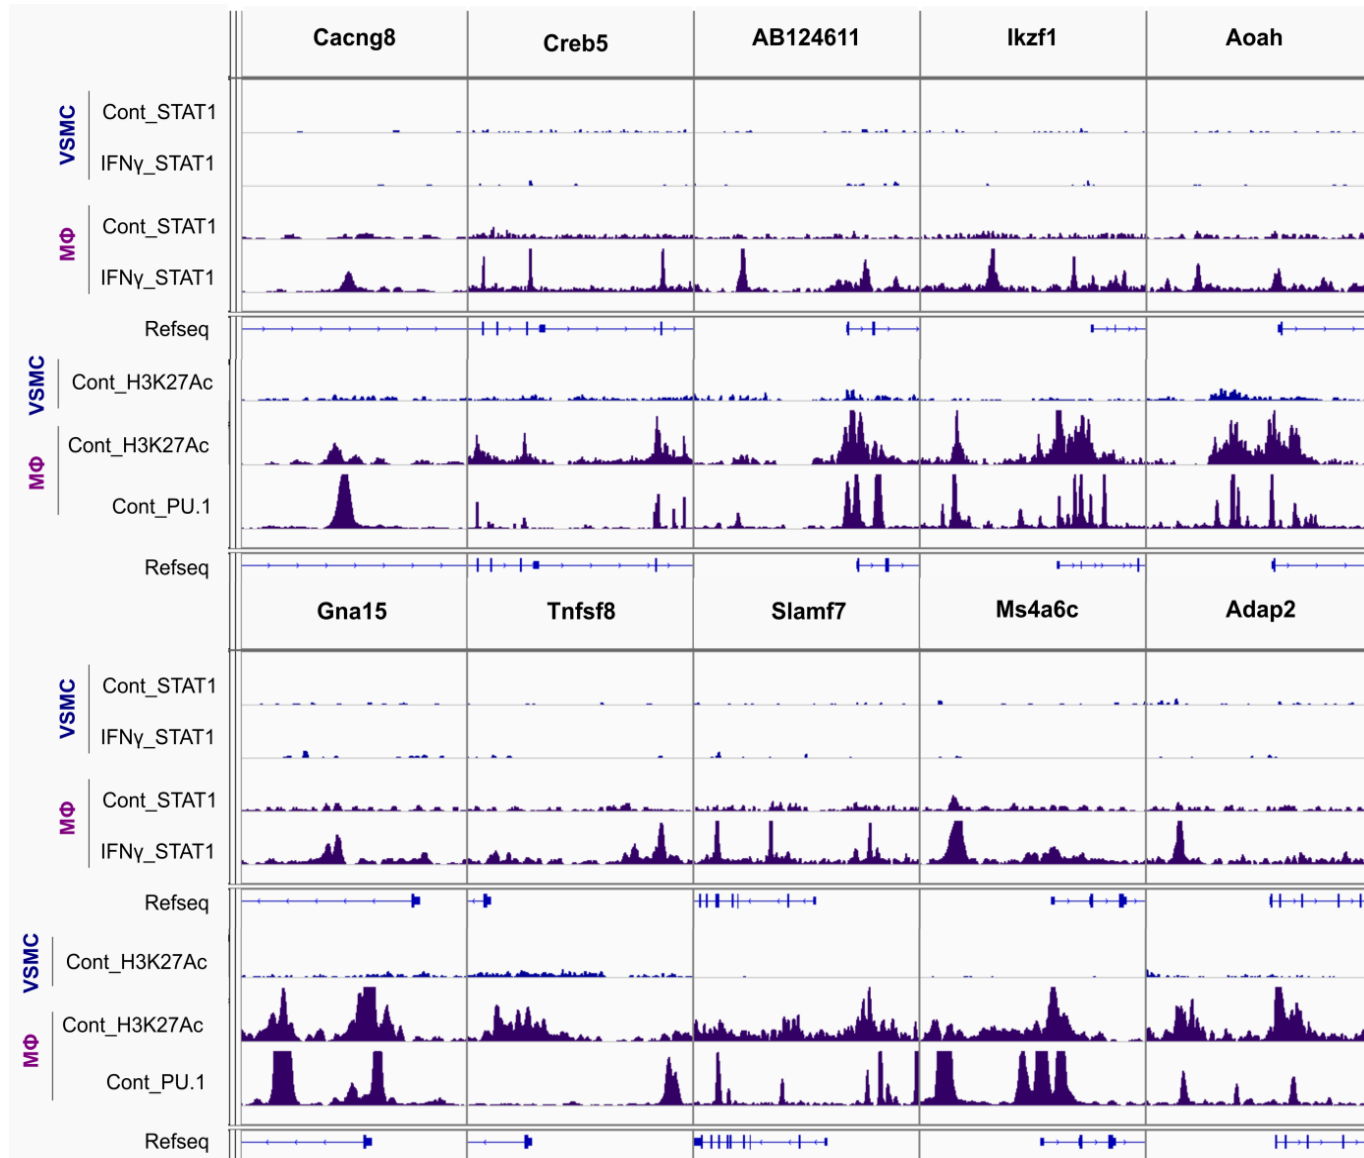 Cacng8 Creb5 AB124611 Ikzf1 Aoah
VSMC
Cont_STAT1
IFNγ_STAT1
MΦ
Cont_STAT1
IFNγ_STAT1
Refseq
VSMC
Cont_H3K27Ac
MΦ
Cont_H3K27Ac
Cont_PU.1
Refseq
Gna15 Tnfsf8 Slamf7 Ms4a6c Adap2
VSMC
Cont_STAT1
IFNγ_STAT1
MΦ
Cont_STAT1
IFNγ_STAT1
Refseq
VSMC
Cont_H3K27Ac
MΦ
Cont_H3K27Ac
Cont_PU.1
Refseq